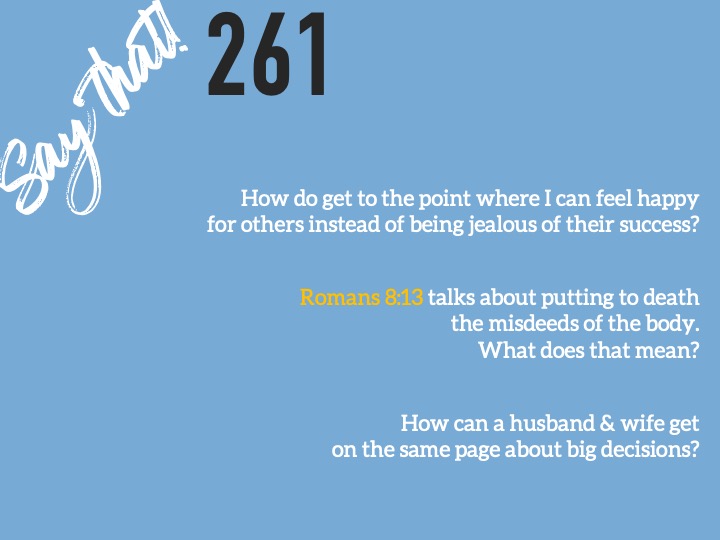 Say that!
261
How do get to the point where I can feel happy
for others instead of being jealous of their success?
Romans 8:13 talks about putting to death
the misdeeds of the body.
What does that mean?
How can a husband & wife get
on the same page about big decisions?